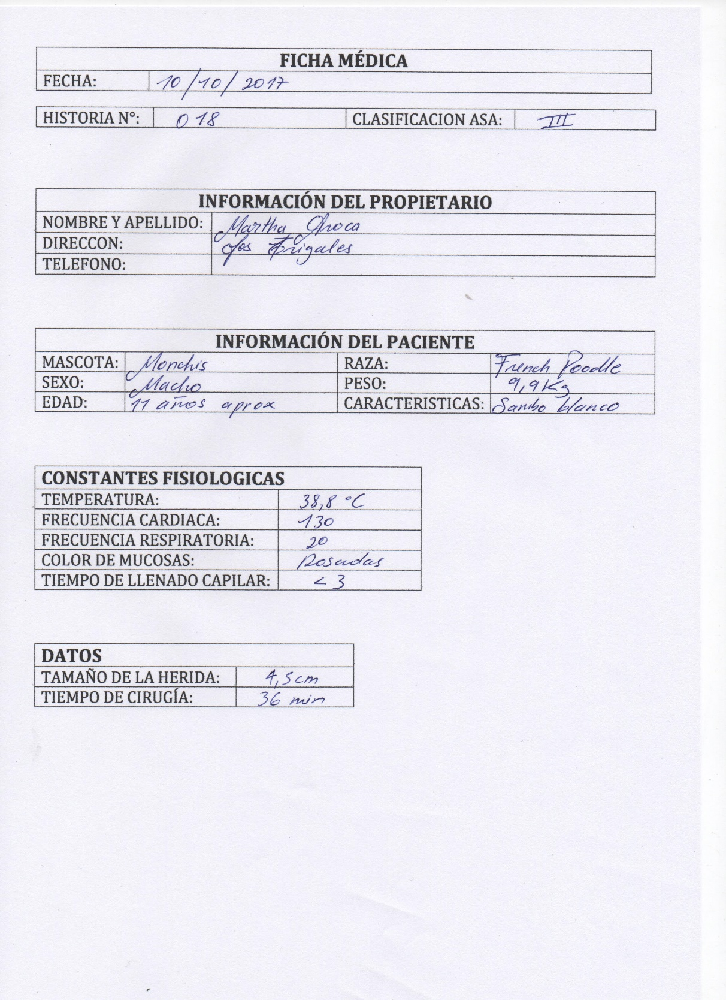 FICHA MÉDICA
FECHA: 10/10/2017
HISTORIA N°: 018 CLASIFICACION ASA: III
INFORMACIÓN DEL PROPIETARIO
NOMBRE Y APELLIDO: Martha
DIRECCON: Los Trigales
TELEFONO:
INFORMACIÓN DEL PACIENTE
MASCOTA: Monchis RAZA: French Poodle
SEXO: Macho PESO: 9,9 Kg
EDAD: 11 años aprox CARACTERISTICAS: Sambo blanco
CONSTANTES FISIOLOGICAS
TEMPERATURA: 38,8 °C
FRECUENCIA CARDIACA: 130
FRECUENCIA RESPIRATORIA: 20
COLOR DE MUCOSAS: Rosadas
TIEMPO DE LLENADO CAPILAR: < 3
DATOS
TAMAÑO DE LA HERIDA: 4,5cm
TIEMPO DE CIRUGÍA: 36 min